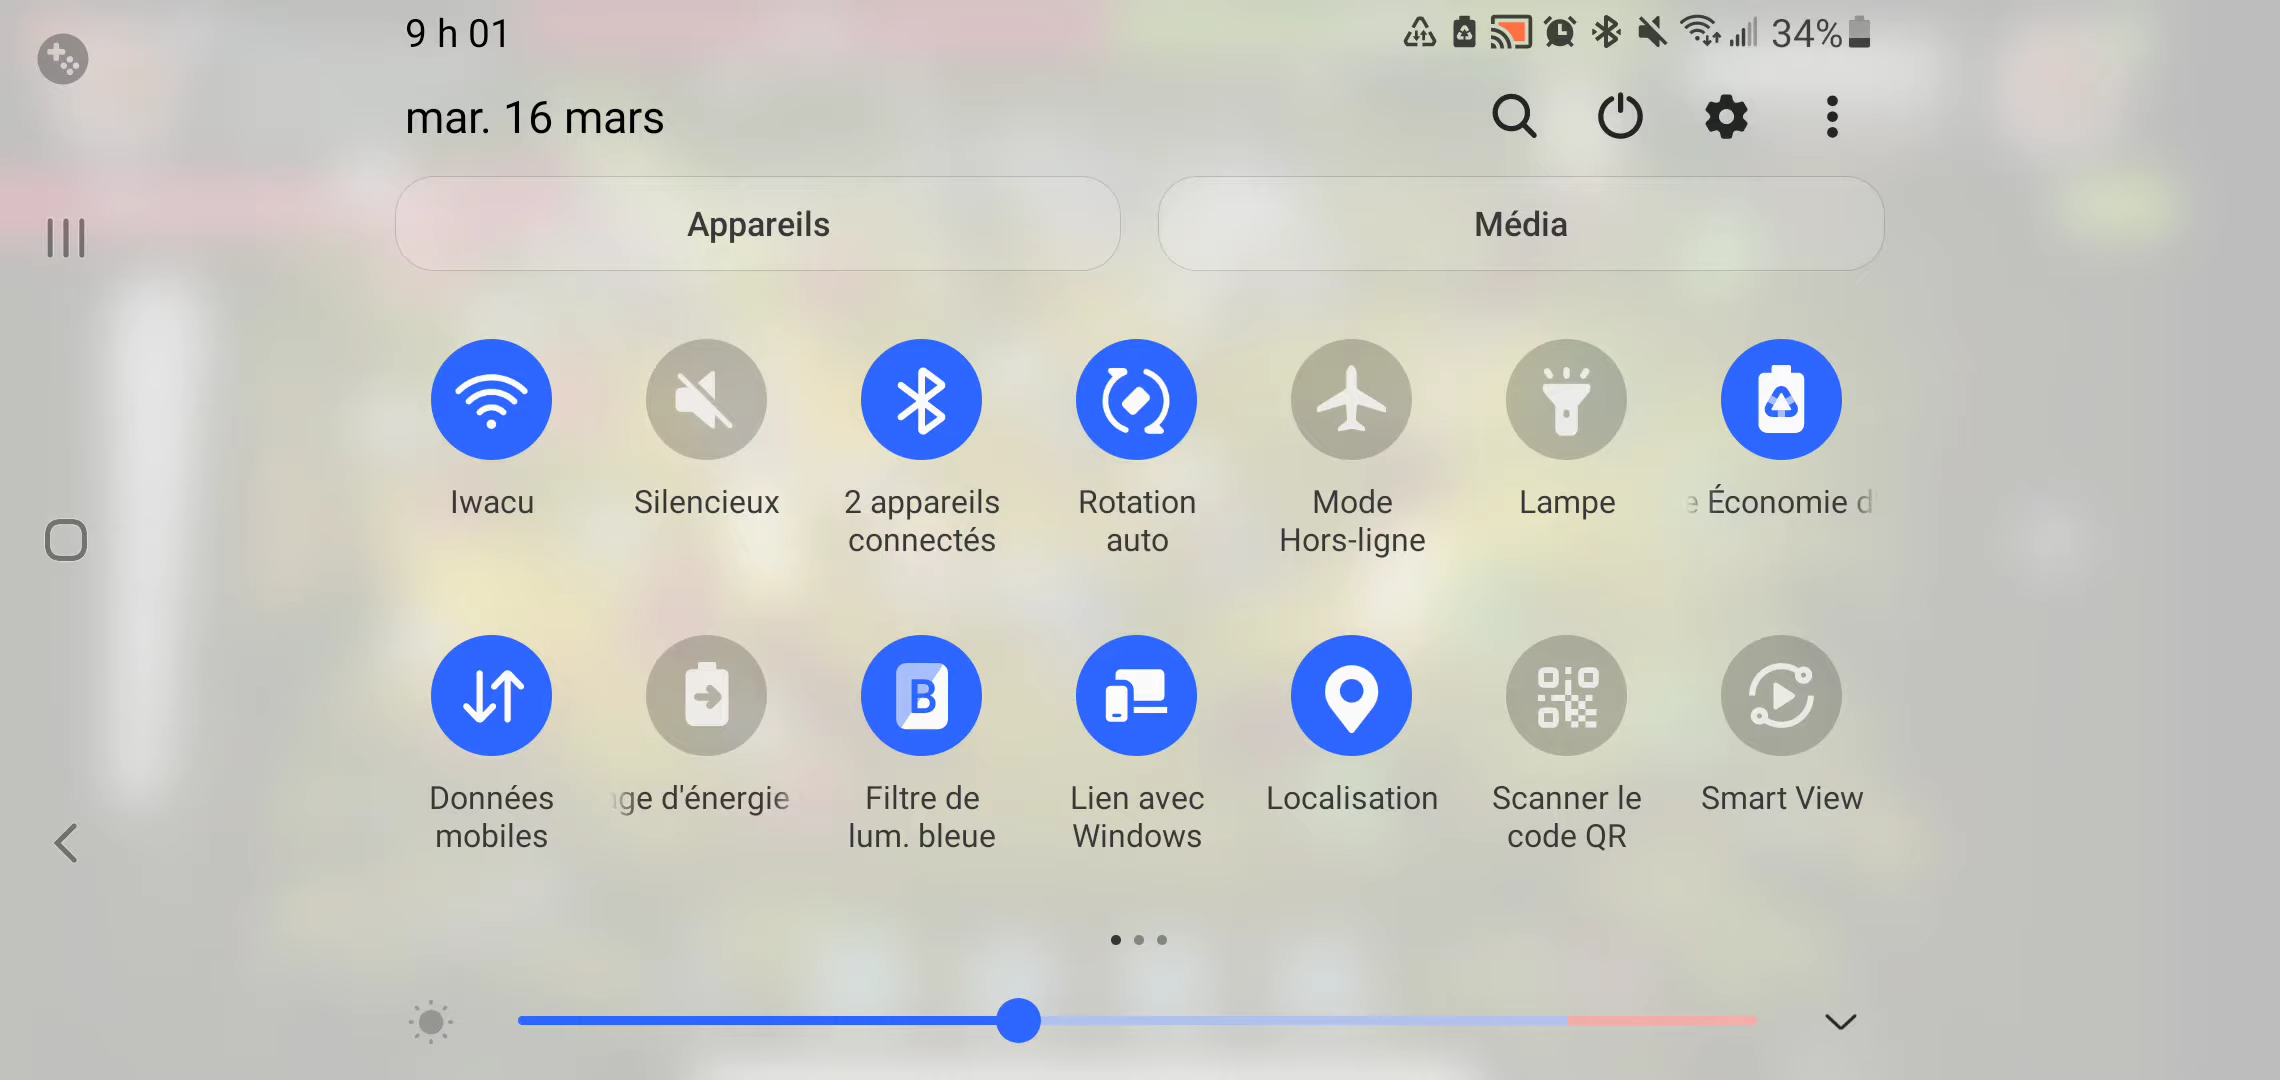 9 h 01
34%
mar. 16 mars
Appareils
Média
Iwacu
Silencieux
2 appareils
connectés
Rotation
auto
Mode
Hors-ligne
Lampe
Économie d
Données
mobiles
d'énergie
B
Filtre de
lum. bleue
Lien avec
Windows
Localisation
Scanner le
code QR
Smart View